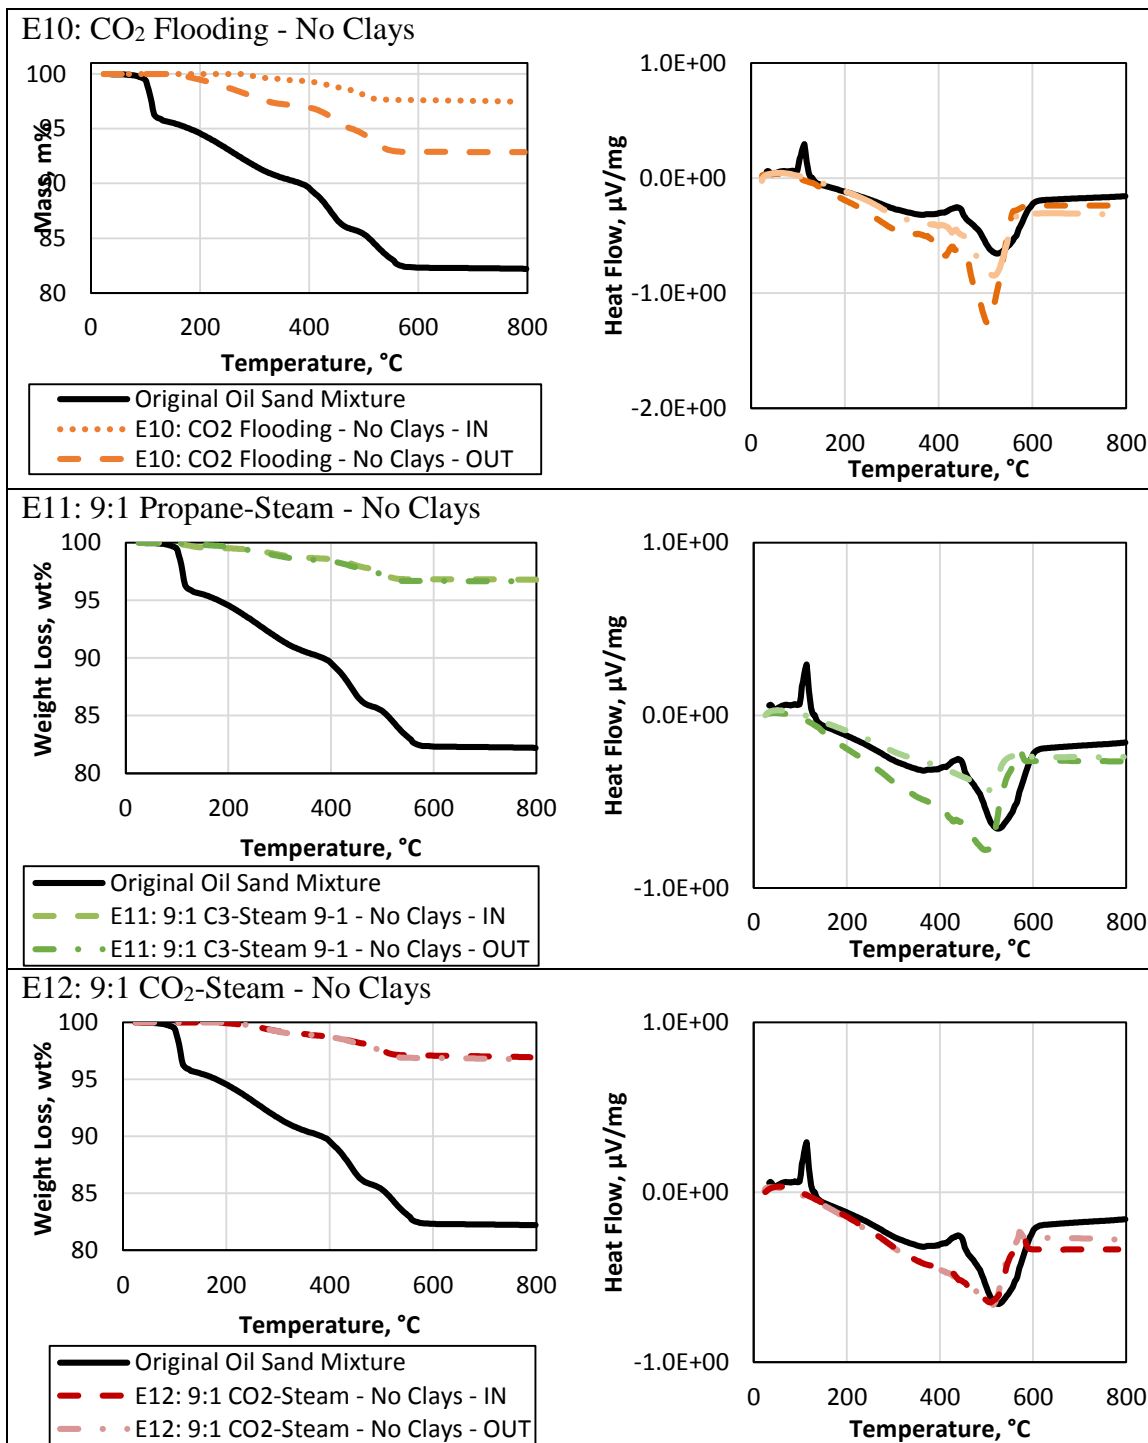 E10: CO2 Flooding - No Clays
100
95
90
85
80
Mass, m%
0 200 400 600 800
Temperature, °C
Original Oil Sand Mixture
E10: CO2 Flooding - No Clays - IN
E10: CO2 Flooding - No Clays - OUT
1.0E+00
0.0E+00
-1.0E+00
-2.0E+00
Heat Flow, µV/mg
0 200 400 600 800
Temperature, °C
E11: 9:1 Propane-Steam - No Clays
100
95
90
85
80
Weight Loss, wt%
0 200 400 600 800
Temperature, °C
Original Oil Sand Mixture
E11: 9:1 C3-Steam 9-1 - No Clays - IN
E11: 9:1 C3-Steam 9-1 - No Clays - OUT
1.0E+00
0.0E+00
-1.0E+00
Heat Flow, µV/mg
0 200 400 600 800
Temperature, °C
E12: 9:1 CO2-Steam - No Clays
100
95
90
85
80
Weight Loss, wt%
0 200 400 600 800
Temperature, °C
Original Oil Sand Mixture
E12: 9:1 CO2-Steam - No Clays - IN
E12: 9:1 CO2-Steam - No Clays - OUT
1.0E+00
0.0E+00
-1.0E+00
Heat Flow, µV/mg
0 200 400 600 800
Temperature, °C